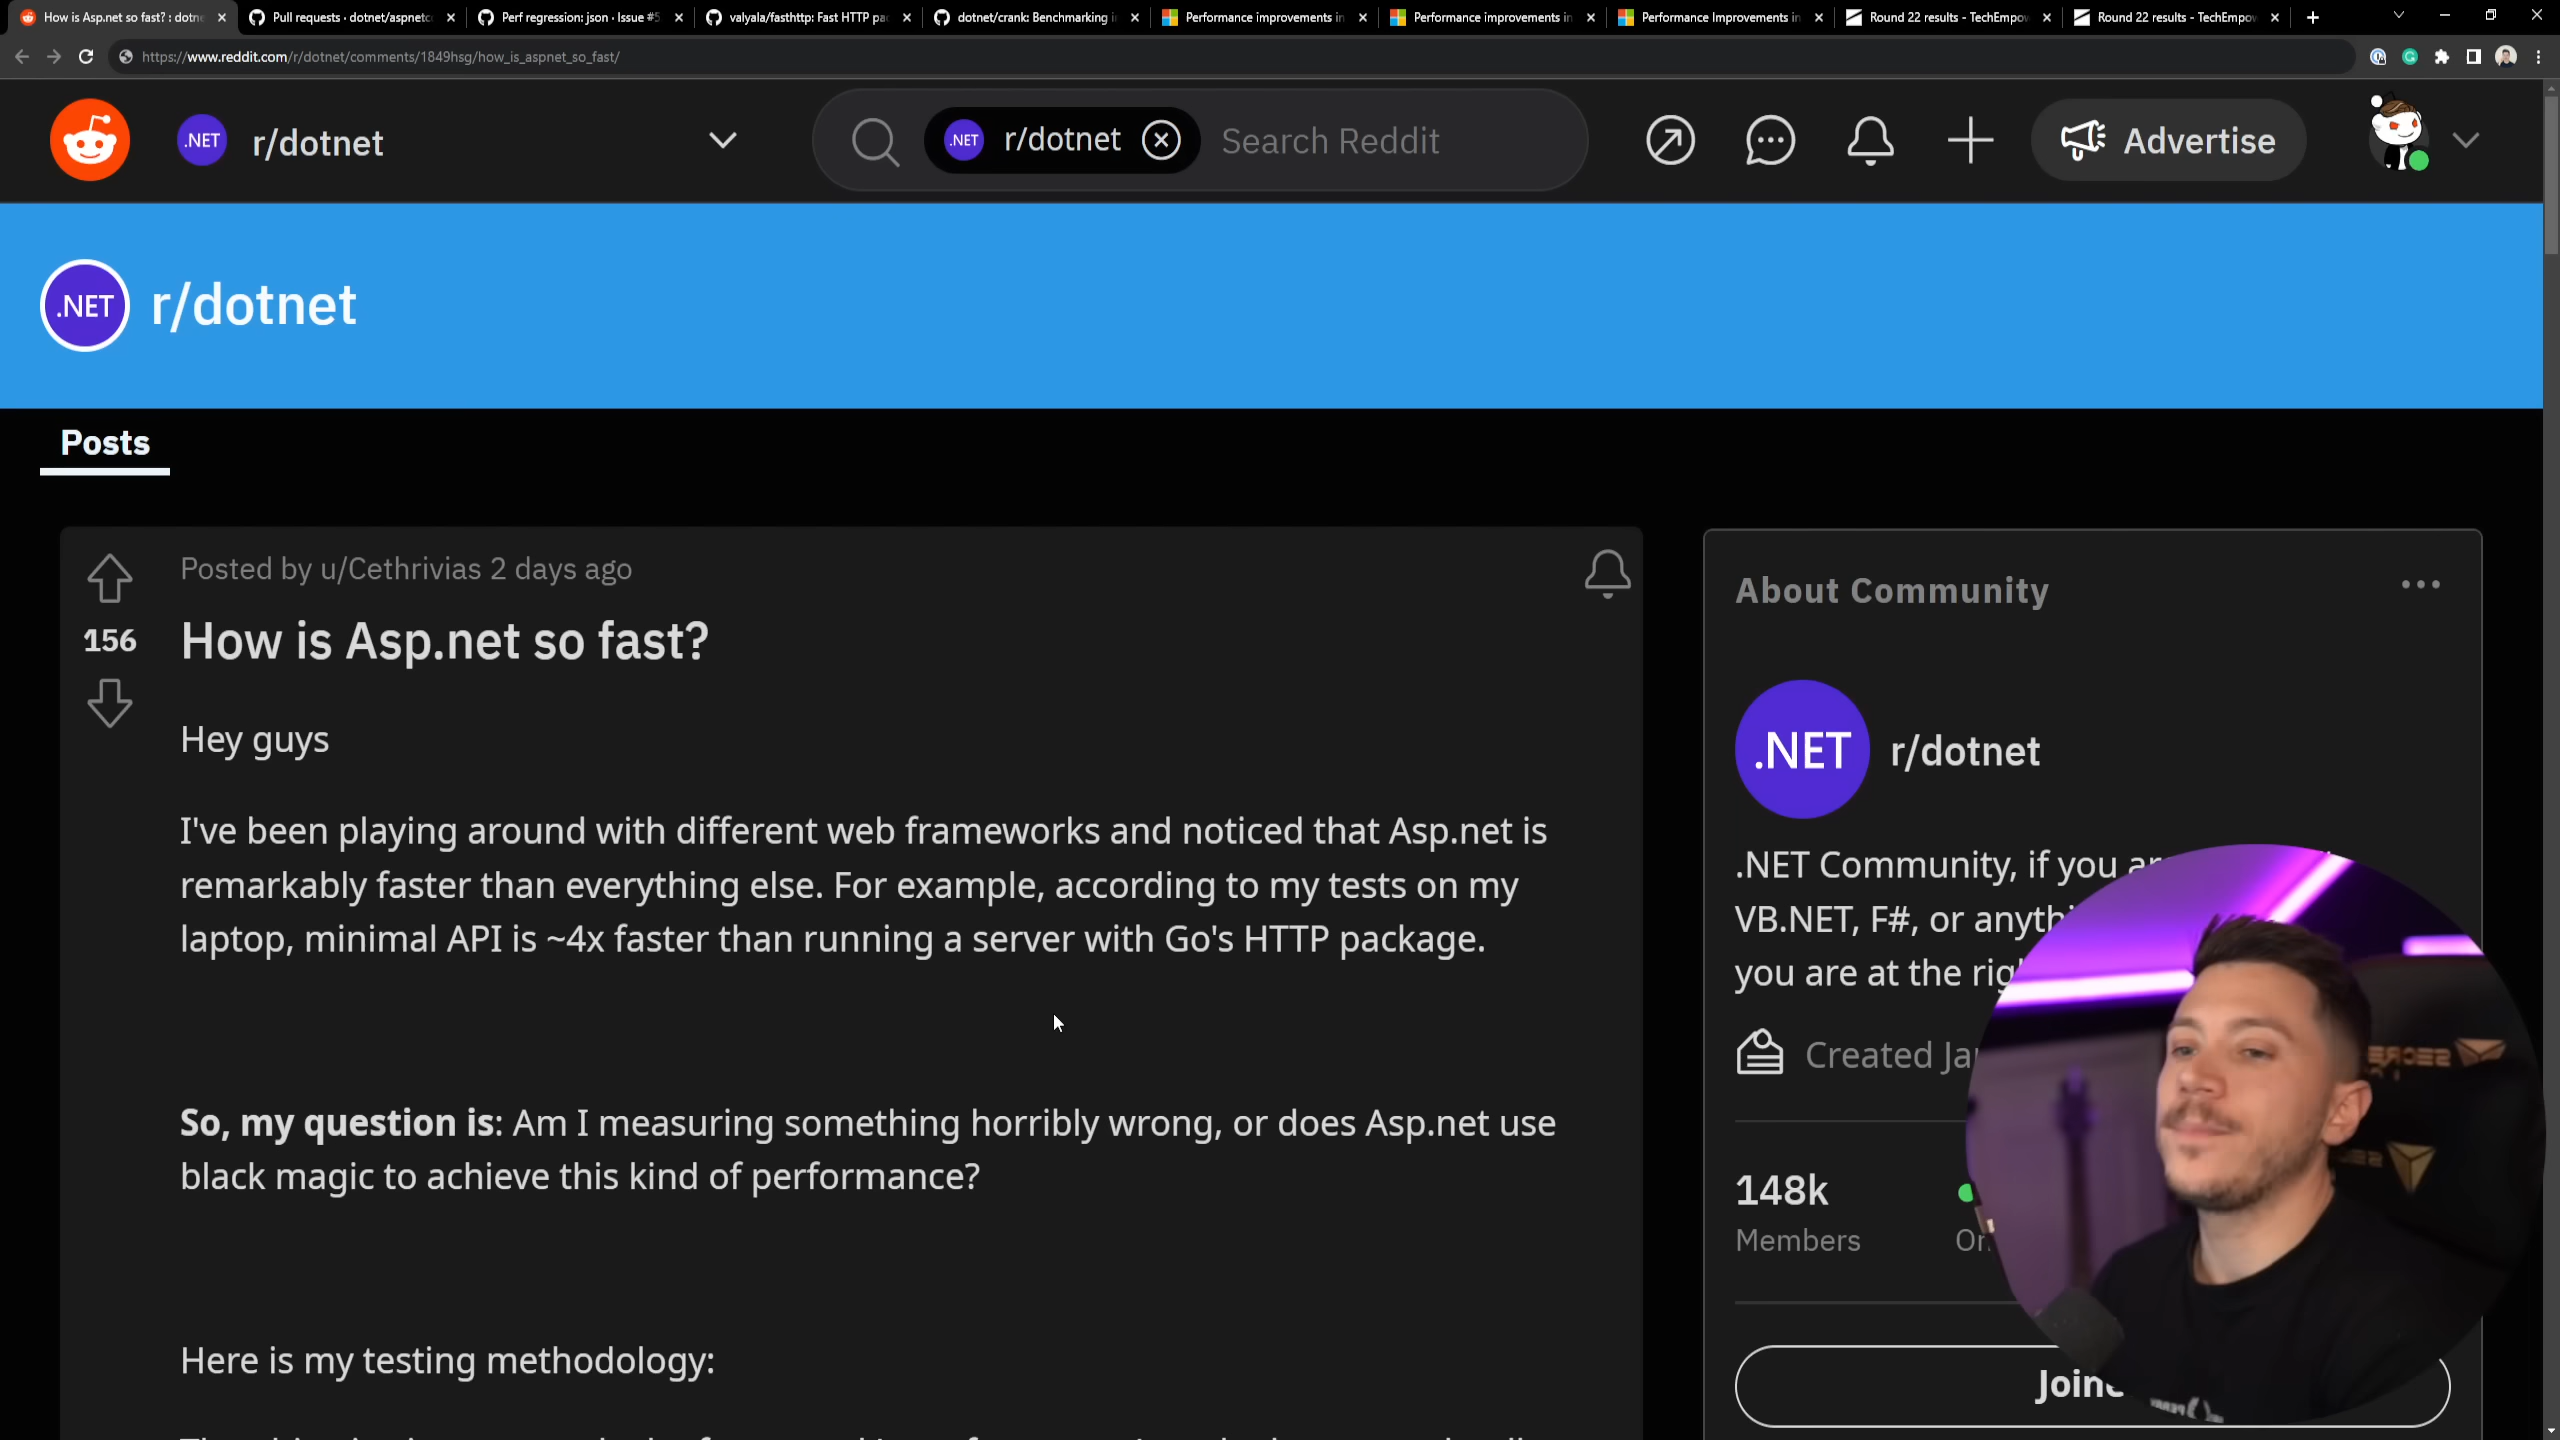 How is Asp.net so fast? : dotne
Pull requests · dotnet/aspnetc
Perf regression: json · Issue #5
valyala/fasthttp: Fast HTTP pa
dotnet/crank: Benchmarking i
Performance improvements in
Performance improvements in
Performance Improvements in
Round 22 results - TechEmpo
Round 22 results - TechEmpov
https://www.reddit.com/r/dotnet/comments/1849hsg/how_is_aspnet_so_fast/
.NET r/dotnet
.NET r/dotnet
Search Reddit
Advertise
.NET r/dotnet
Posts
Posted by u/Cethrivias 2 days ago
156
How is Asp.net so fast?
Hey guys
I've been playing around with different web frameworks and noticed that Asp.net is
remarkably faster than everything else. For example, according to my tests on my
laptop, minimal API is ~4x faster than running a server with Go's HTTP package.
So, my question is: Am I measuring something horribly wrong, or does Asp.net use
black magic to achieve this kind of performance?
Here is my testing methodology:
About Community
.NET r/dotnet
.NET Community, if you ar
VB.NET, F#, or anythi
you are at the rig
Created Ja
148k
Members
On
Joine